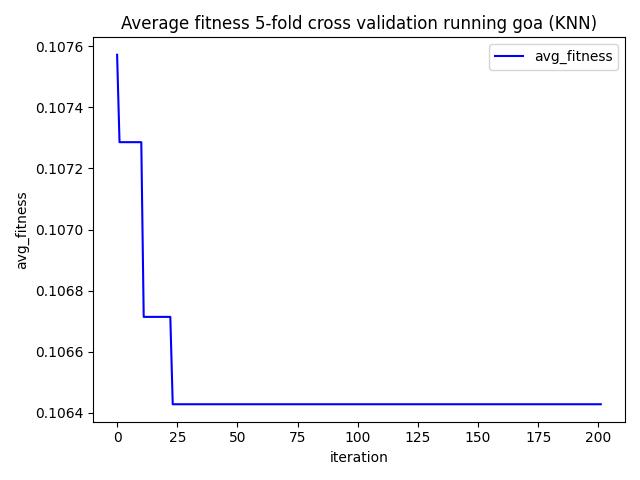 Average fitness 5-fold cross validation running goa (KNN)
avg_fitness
0.1076
0.1074
0.1072
0.1070
0.1068
0.1066
0.1064
avg_fitness
0 25 50 75 100 125 150 175 200
iteration